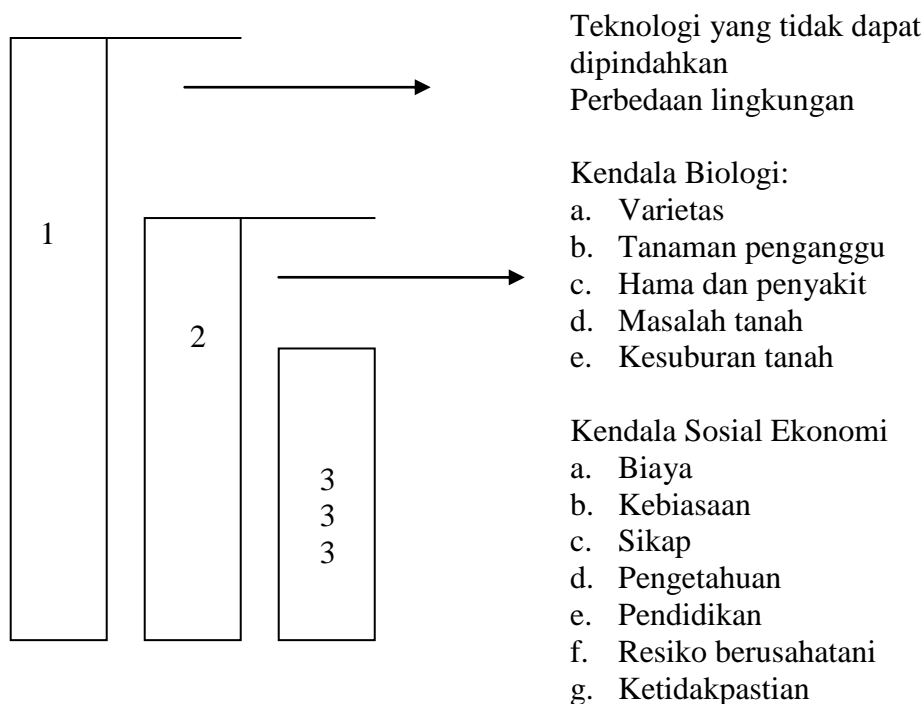 Teknologi yang tidak dapat
dipindahkan
Perbedaan lingkungan
Kendala Biologi:
a. Varietas
b. Tanaman penganggu
c. Hama dan penyakit
d. Masalah tanah
e. Kesuburan tanah
Kendala Sosial Ekonomi
a. Biaya
b. Kebiasaan
c. Sikap
d. Pengetahuan
e. Pendidikan
f. Resiko berusahatani
g. Ketidakpastian
1
2
3
3
3